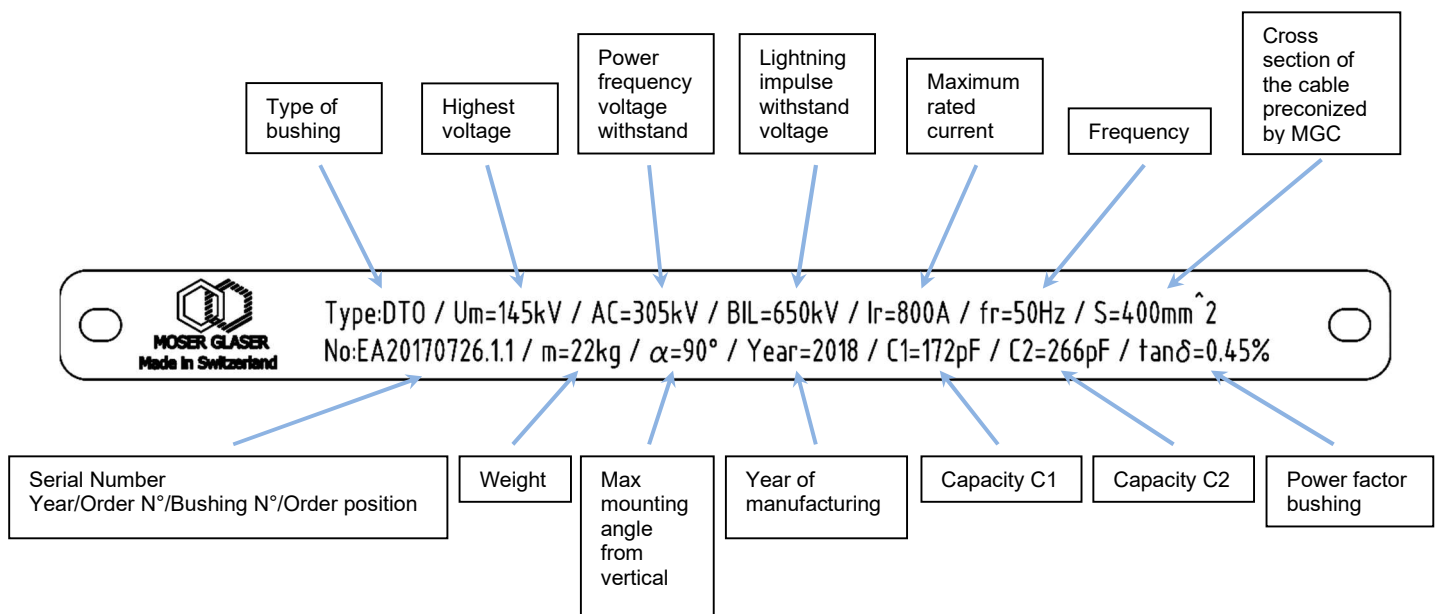 Type of
bushing
Highest
voltage
Power
frequency
voltage
withstand
Lightning
impulse
withstand
voltage
Maximum
rated
current
Frequency
Cross
section of
the cable
preconized
by MGC
MOSER GLASER
Made in Switzerland
Type:DTO / Um=145kV / AC=305kV / BIL=650kV / Ir=800A / fr=50Hz / S=400mm^2
No:EA20170726.1.1 / m=22kg / α=90° / Year=2018 / C1=172pF / C2=266pF / tanδ=0.45%
Serial Number
Year/Order N°/Bushing N°/Order position
Weight
Max
mounting
angle
from
vertical
Year of
manufacturing
Capacity C1
Capacity C2
Power factor
bushing